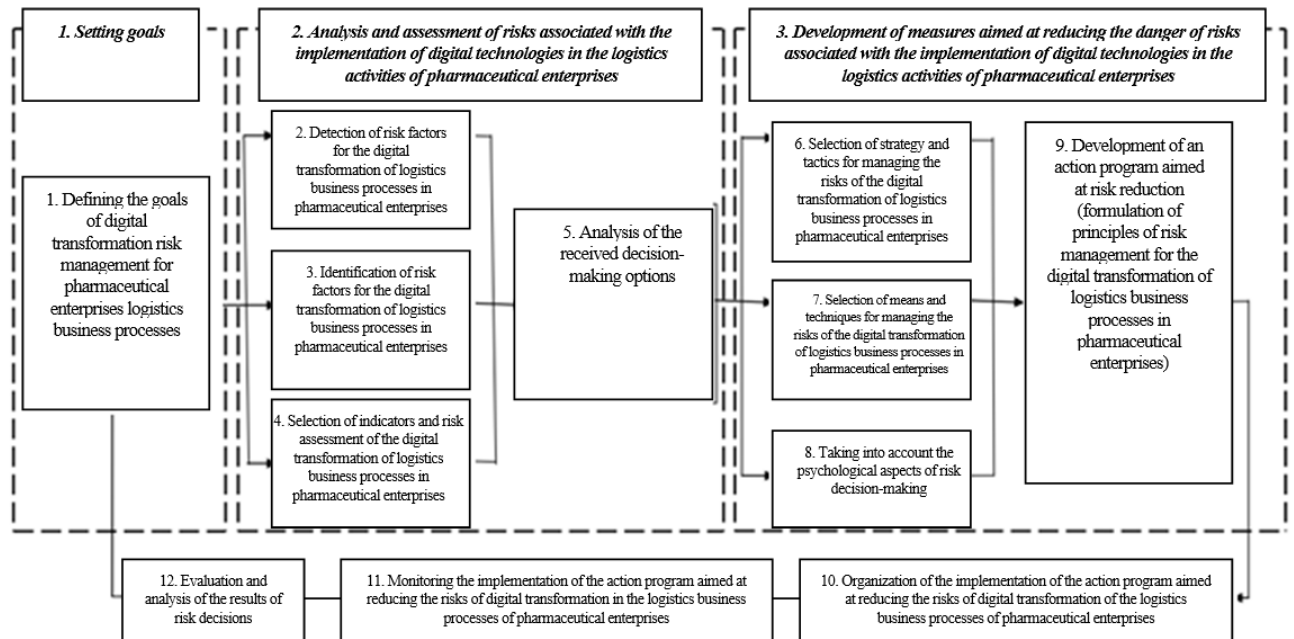 1. Setting goals
2. Analysis and assessment of risks associated with the
implementation of digital technologies in the logistics
activities of pharmaceutical enterprises
3. Development of measures aimed at reducing the danger of risks
associated with the implementation of digital technologies in the
logistics activities of pharmaceutical enterprises
1. Defining the goals
of digital
transformation risk
management for
pharmaceutical
enterprises logistics
business processes
2. Detection of risk factors
for the digital
transformation of logistics
business processes in
pharmaceutical enterprises
3. Identification of risk
factors for the digital
transformation of logistics
business processes in
pharmaceutical enterprises
4. Selection of indicators and risk
assessment of the digital
transformation of logistics
business processes in
pharmaceutical enterprises
5. Analysis of the
received decision-
making options
6. Selection of strategy and
tactics for managing the
risks of the digital
transformation of logistics
business processes in
pharmaceutical enterprises
7. Selection of means and
techniques for managing the
risks of the digital transformation
of logistics business processes in
pharmaceutical enterprises
8. Taking into account the
psychological aspects of risk
decision-making
9. Development of an
action program aimed
at risk reduction
(formulation of
principles of risk
management for the
digital transformation of
logistics business
processes in
pharmaceutical
enterprises)
12. Evaluation and
analysis of the results of
risk decisions
11. Monitoring the implementation of the action program aimed at
reducing the risks of digital transformation in the logistics business
processes of pharmaceutical enterprises
10. Organization of the implementation of the action program aimed
at reducing the risks of digital transformation of the logistics
business processes of pharmaceutical enterprises